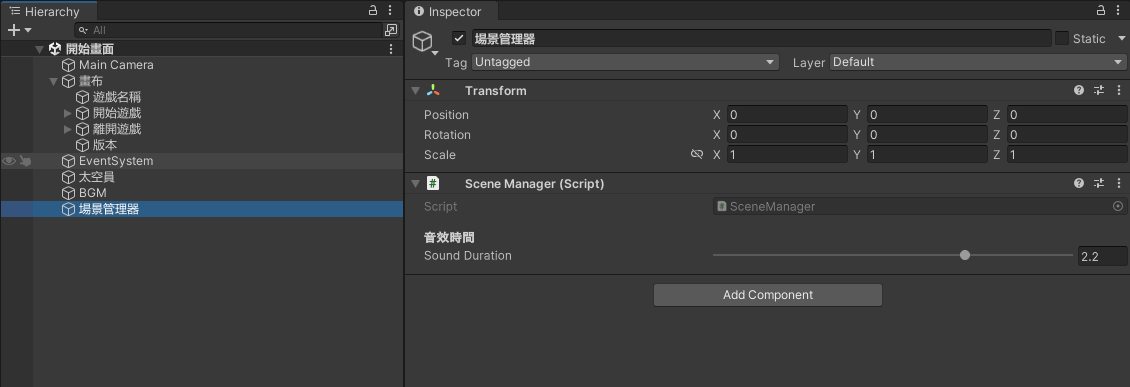 Hierarchy
All
開始畫面
Main Camera
畫布
遊戲名稱
開始遊戲
離開遊戲
版本
EventSystem
太空員
BGM
場景管理器
Inspector
場景管理器 Static
Tag Untagged Layer Default
Transform
Position X 0 Y 0 Z 0
Rotation X 0 Y 0 Z 0
Scale X 1 Y 1 Z 1
Scene Manager (Script)
Script SceneManager
音效時間
Sound Duration 2.2
Add Component